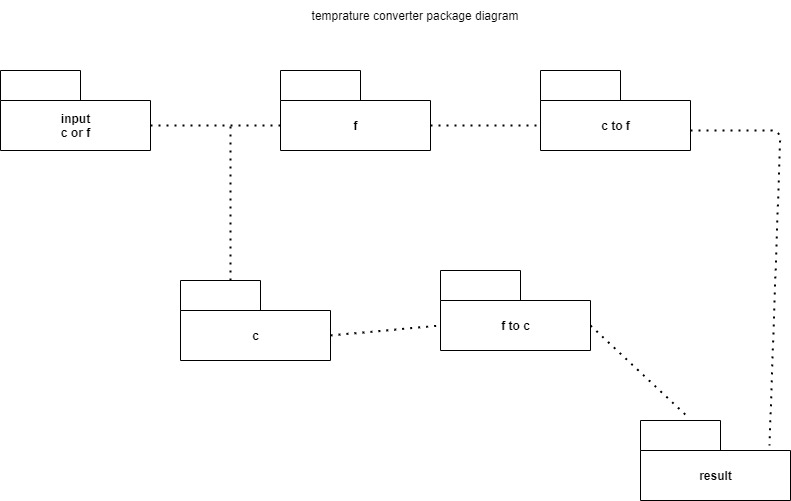 temprature converter package diagram
input
c or f
f
c to f
c
f to c
result